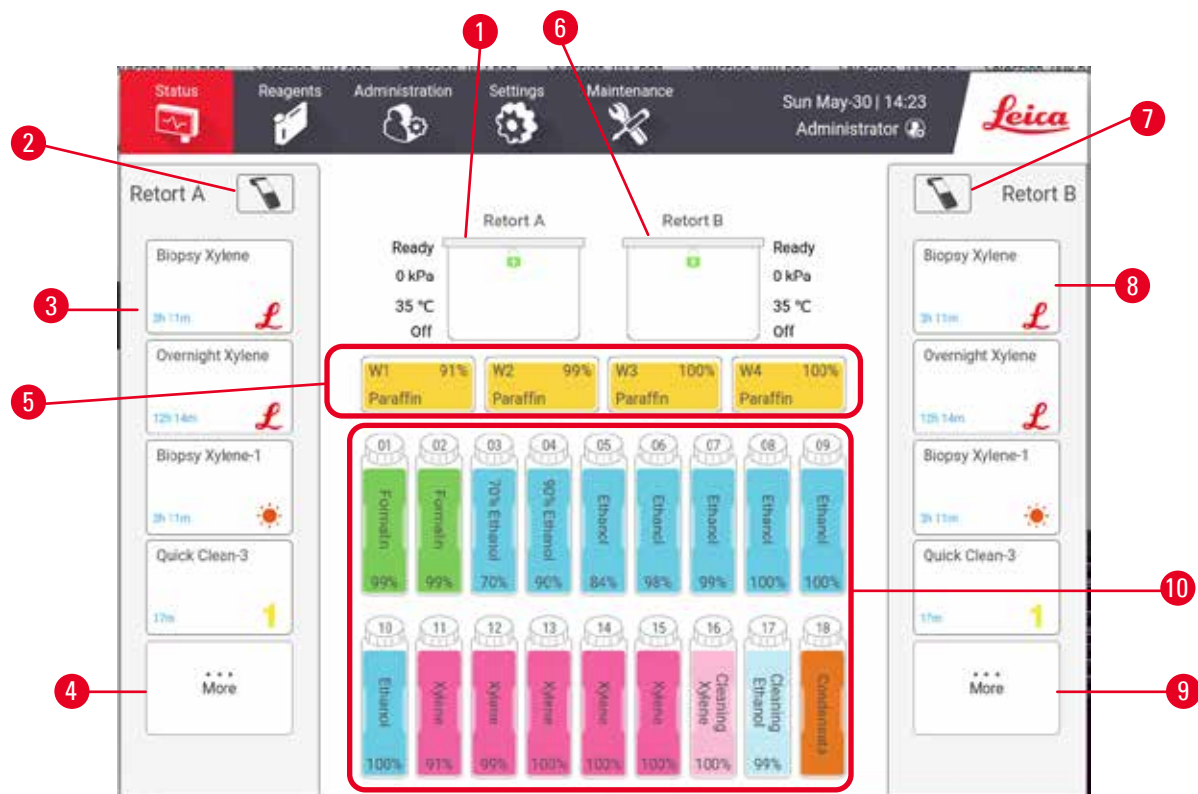 1
6
Status
Reagents
Administration
Settings
Maintenance
Sun May-30 | 14:23
Administrator
Leica
7
2
Retort A
Retort B
Retort A
Retort B
Ready
0 kPa
35 °C
Off
Ready
0 kPa
35 °C
Off
Biopsy Xylene
3h 11m
L
3
Overnight Xylene
12h 14m
L
Biopsy Xylene-1
3h 11m
Quick Clean-3
17m
1
4
...
More
5
W1 91%
Paraffin
W2 99%
Paraffin
W3 100%
Paraffin
W4 100%
Paraffin
01 02 03 04 05 06 07 08 09
Formalin
Formalin
70% Ethanol
90% Ethanol
Ethanol
Ethanol
Ethanol
Ethanol
Ethanol
99% 99% 70% 90% 84% 98% 99% 100% 100%
10 11 12 13 14 15 16 17 18
Ethanol
Xylene
Xylene
Xylene
Xylene
Xylene
Cleaning
Xylene
Cleaning
Ethanol
Condensate
100% 91% 99% 100% 100% 100% 100% 99%
Biopsy Xylene
3h 11m
L
8
Overnight Xylene
12h 14m
L
Biopsy Xylene-1
3h 11m
Quick Clean-3
17m
1
10
...
More
9